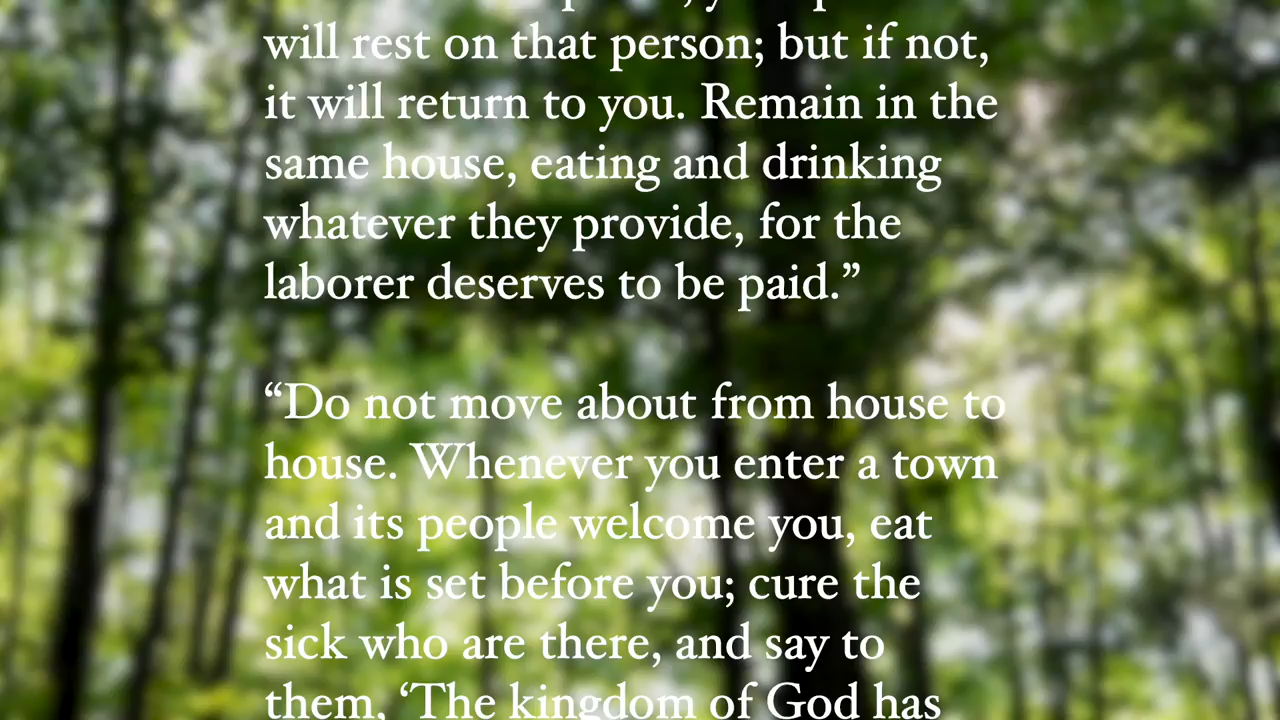 will rest on that person; but if not,
it will return to you. Remain in the
same house, eating and drinking
whatever they provide, for the
laborer deserves to be paid.”
“Do not move about from house to
house. Whenever you enter a town
and its people welcome you, eat
what is set before you; cure the
sick who are there, and say to
them, ‘The kingdom of God has